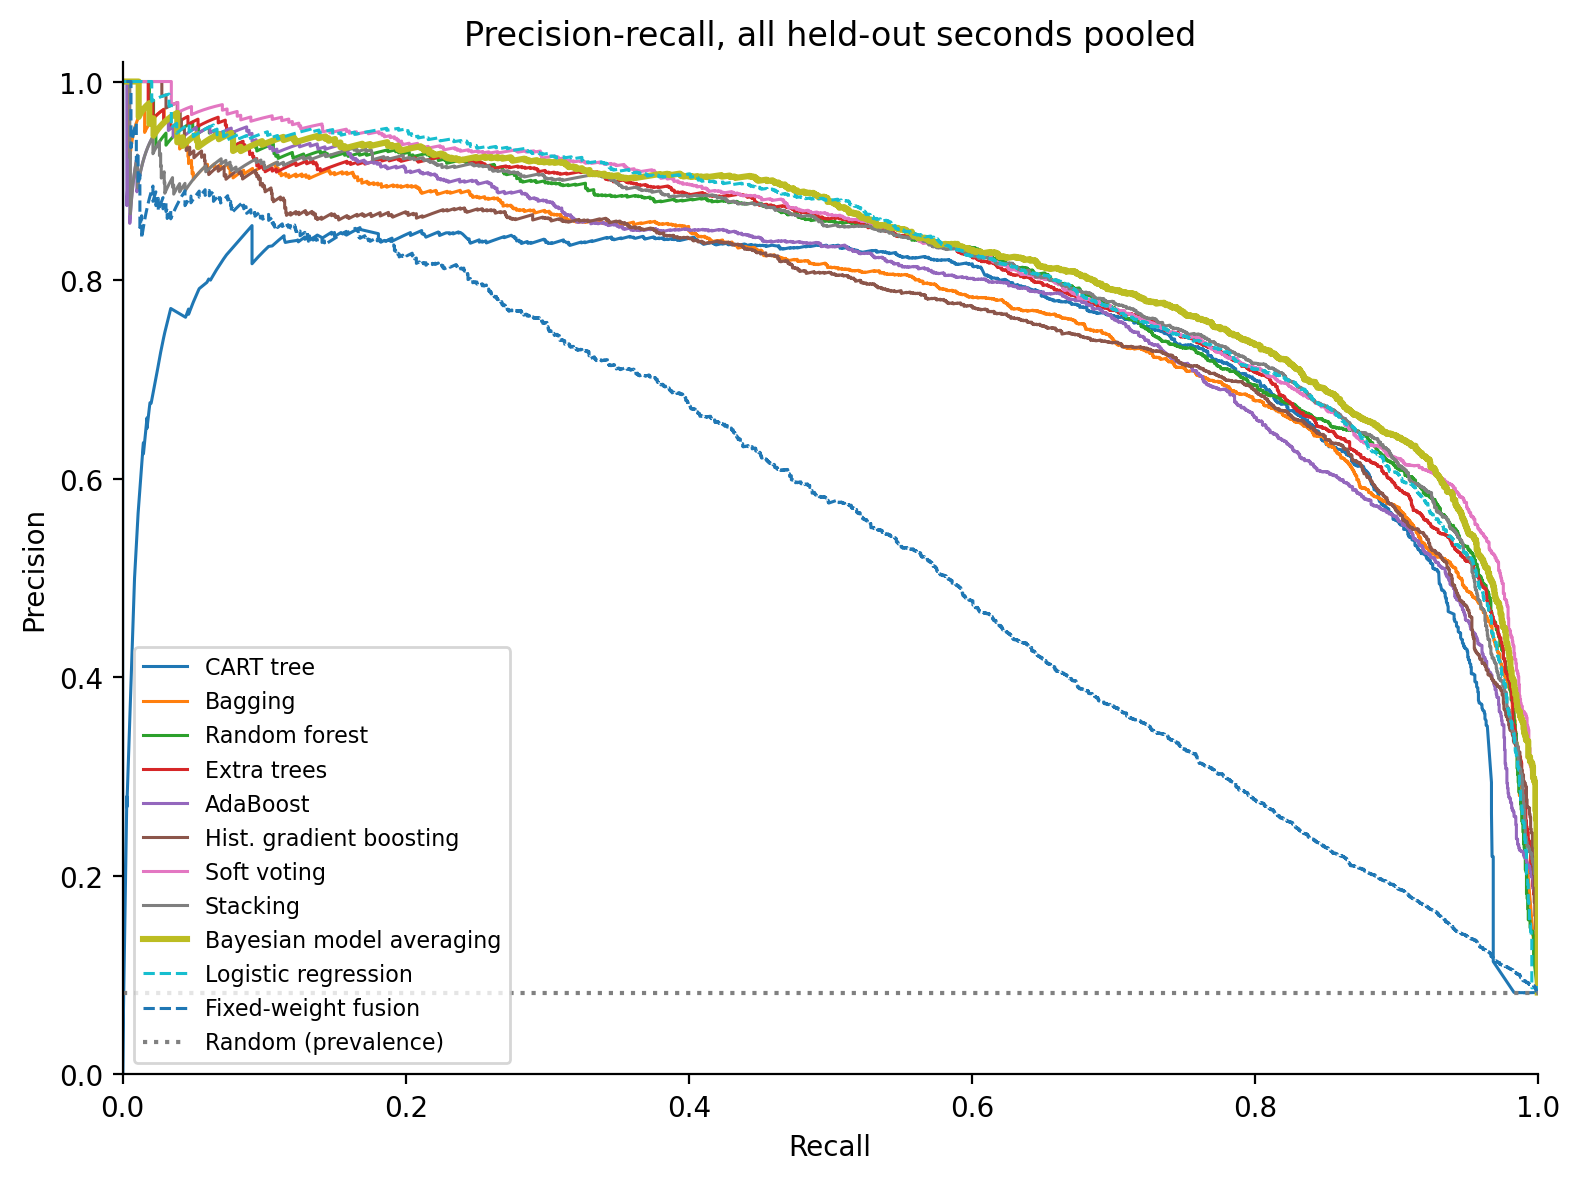 Precision-recall, all held-out seconds pooled
1.0
0.8
0.6
0.4
0.2
0.0
Precision
CART tree
Bagging
Random forest
Extra trees
AdaBoost
Hist. gradient boosting
Soft voting
Stacking
Bayesian model averaging
Logistic regression
Fixed-weight fusion
Random (prevalence)
0.0 0.2 0.4 0.6 0.8 1.0
Recall